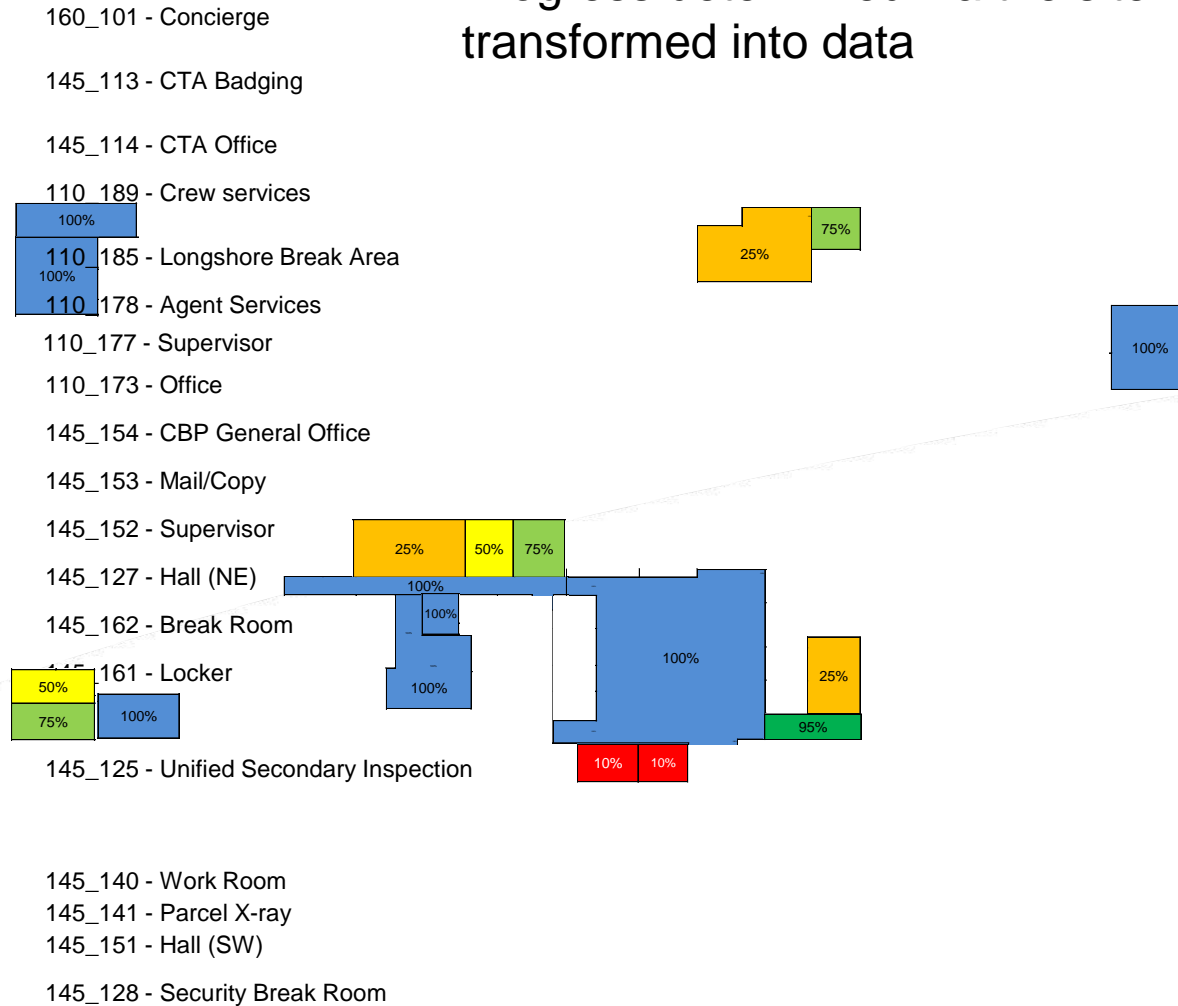 160_101 - Concierge
transformed into data
145_113 - CTA Badging
145_114 - CTA Office
110_189 - Crew services
100%
75%
25%
110_185 - Longshore Break Area
100%
110_178 - Agent Services
110_177 - Supervisor
100%
110_173 - Office
145_154 - CBP General Office
145_153 - Mail/Copy
145_152 - Supervisor
25% 50% 75%
145_127 - Hall (NE)
100%
100%
145_162 - Break Room
100%
161 - Locker
25%
50%
100%
75%
100%
95%
145_125 - Unified Secondary Inspection
10% 10%
145_140 - Work Room
145_141 - Parcel X-ray
145_151 - Hall (SW)
145_128 - Security Break Room